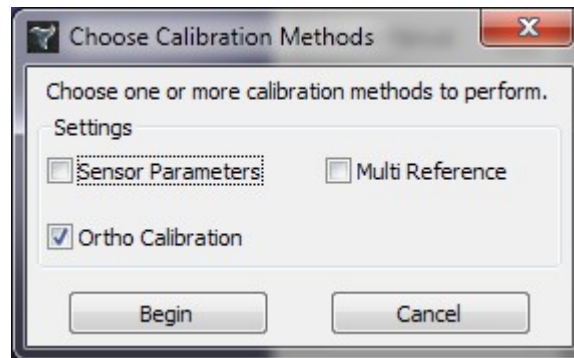 Choose Calibration Methods
Choose one or more calibration methods to perform.
Settings
Sensor Parameters
Multi Reference
Ortho Calibration
Begin
Cancel